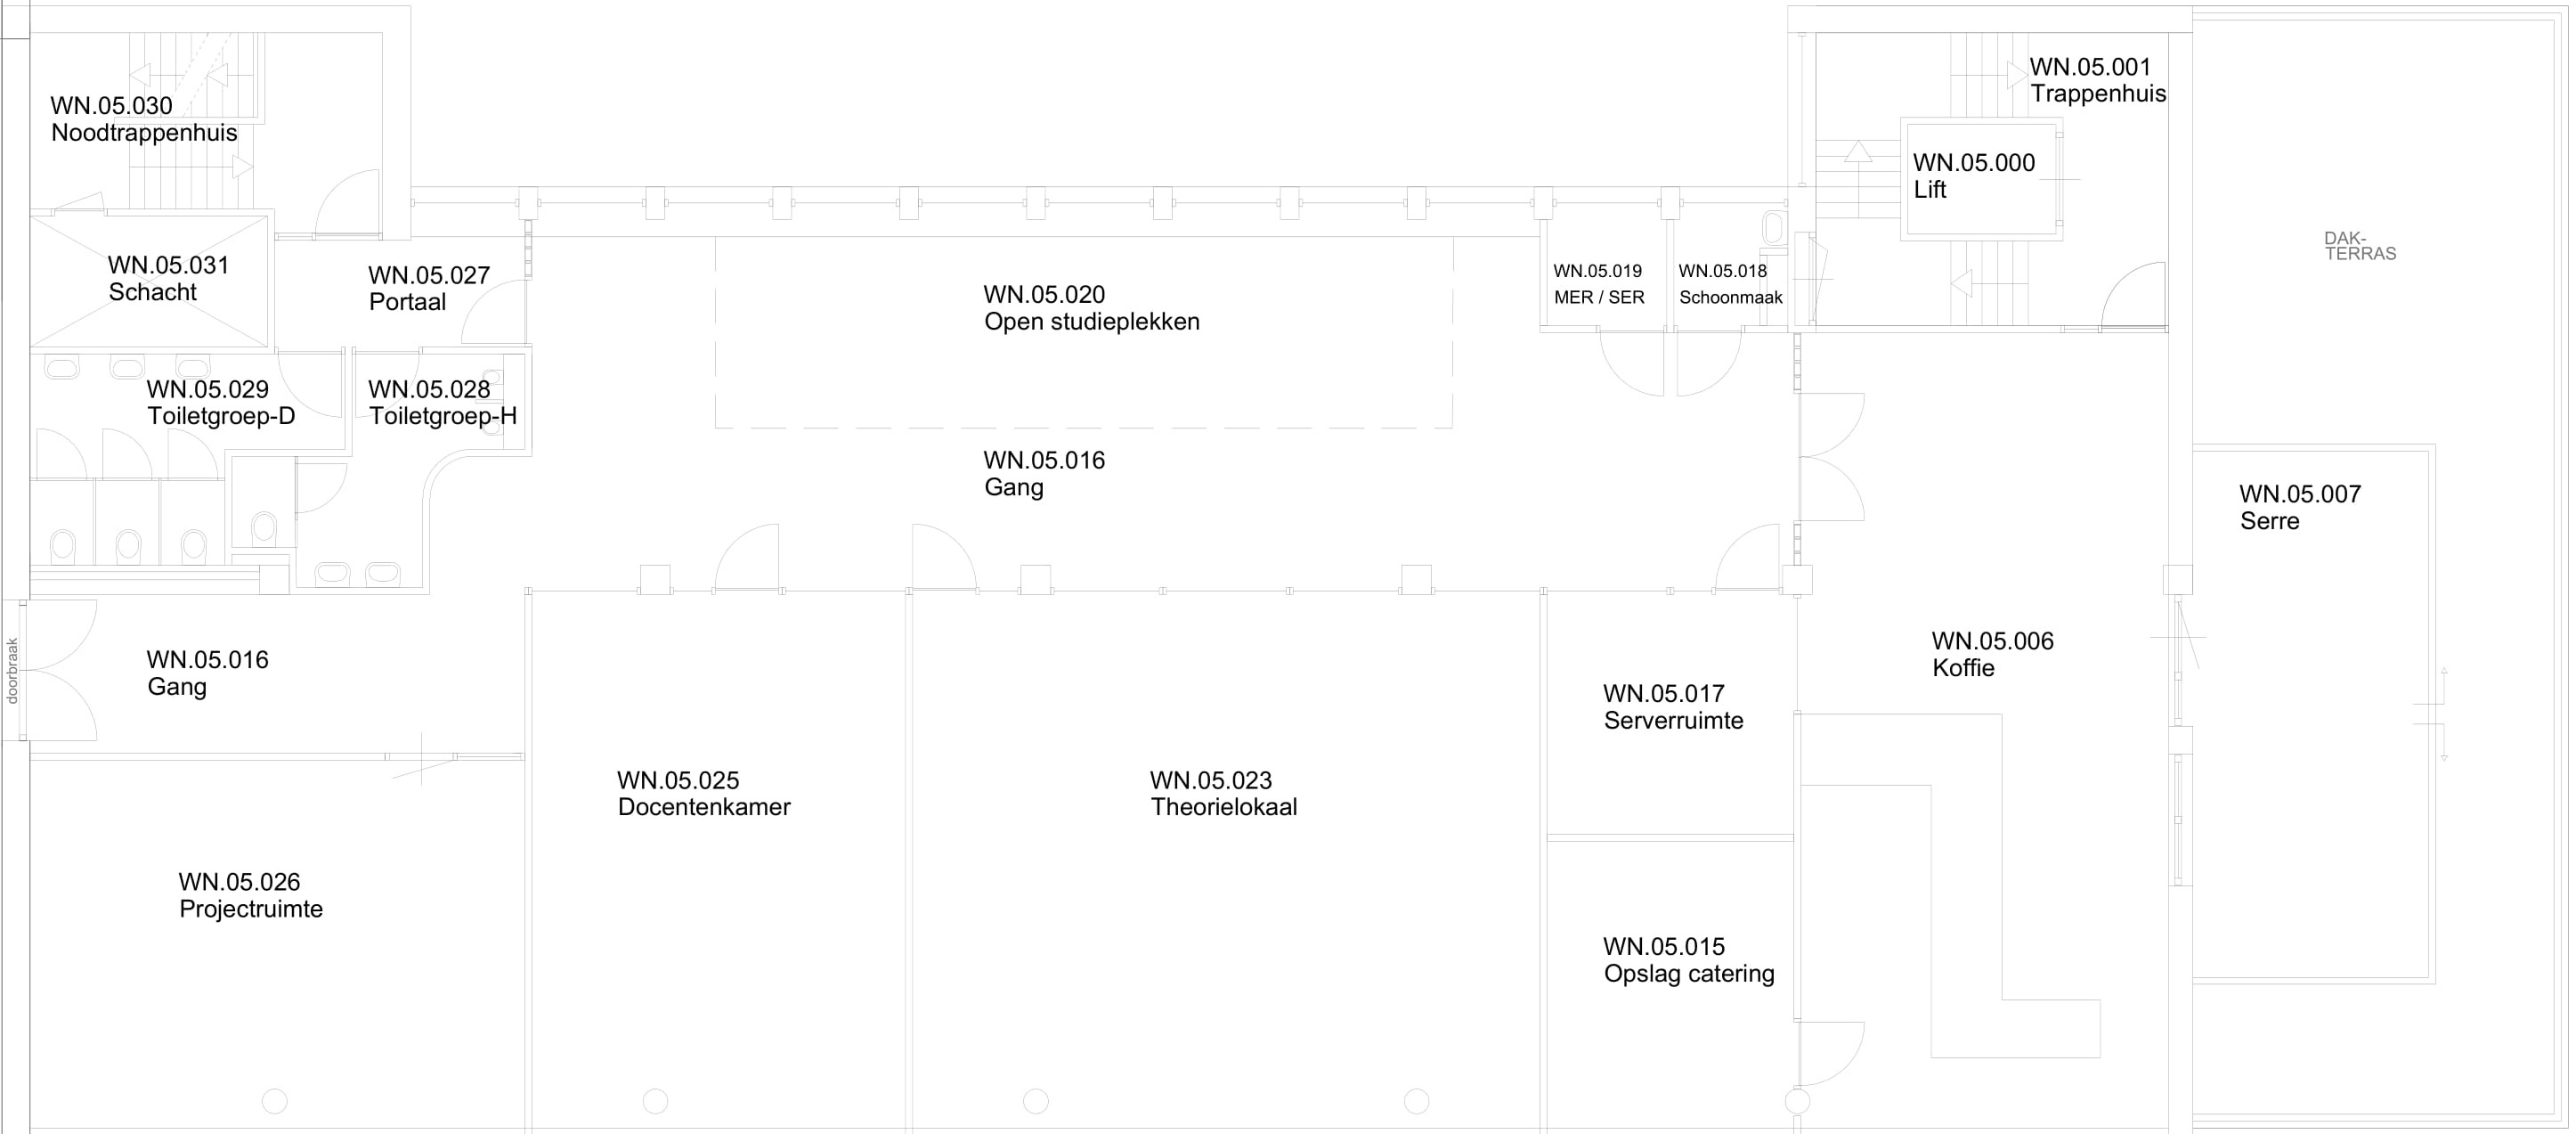 WN.05.030
Noodtrappenhuis
WN.05.001
Trappenhuis
WN.05.000
Lift
DAK-
TERRAS
WN.05.031
Schacht
WN.05.027
Portaal
WN.05.020
Open studieplekken
WN.05.019
MER / SER
WN.05.018
Schoonmaak
WN.05.029
Toiletgroep-D
WN.05.028
Toiletgroep-H
WN.05.016
Gang
WN.05.007
Serre
doorbraak
WN.05.016
Gang
WN.05.006
Koffie
WN.05.017
Serverruimte
WN.05.025
Docentenkamer
WN.05.023
Theorielokaal
WN.05.026
Projectruimte
WN.05.015
Opslag catering